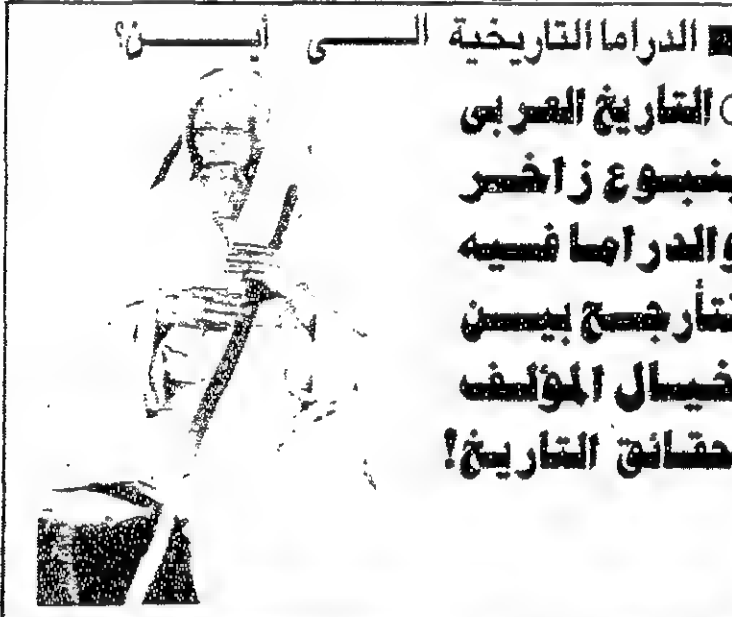 الدراما التاريخية الى أين؟
التاريخ العربى
ينبوع زاخر
والدراما فيه
تتأرجح بين
خيال المؤلف
وحقائق التاريخ!